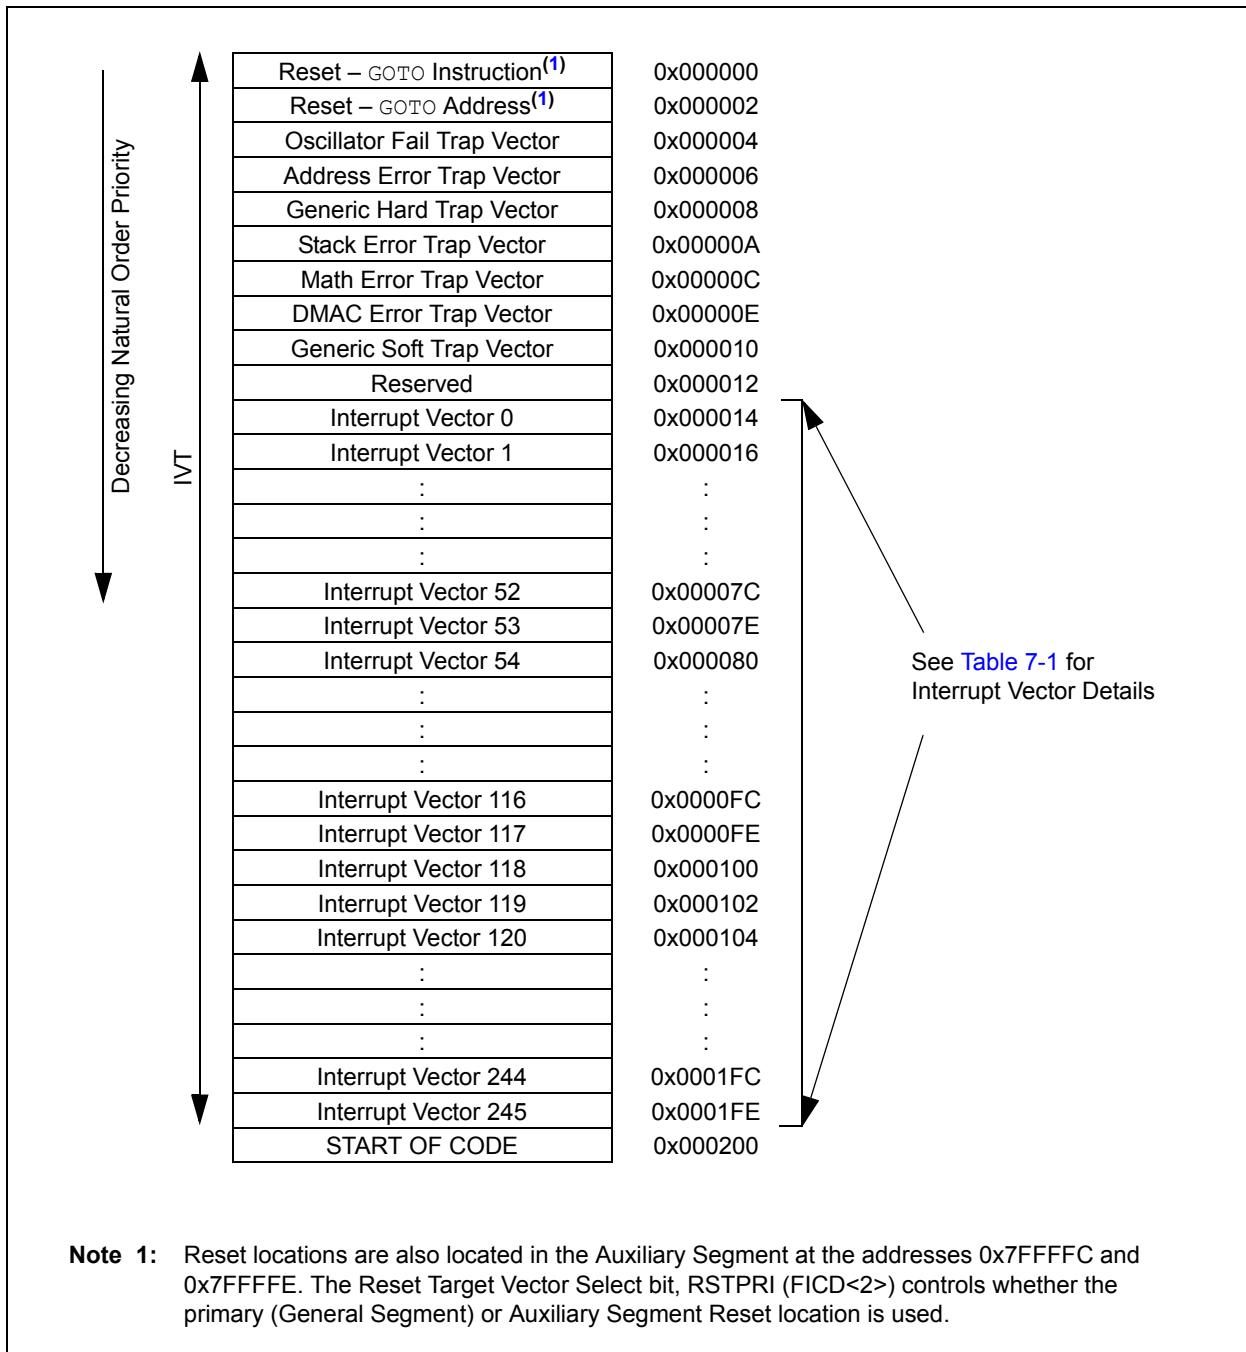 Decreasing Natural Order Priority
IVT
Reset – GOTO Instruction(1) 0x000000
Reset – GOTO Address(1) 0x000002
Oscillator Fail Trap Vector 0x000004
Address Error Trap Vector 0x000006
Generic Hard Trap Vector 0x000008
Stack Error Trap Vector 0x00000A
Math Error Trap Vector 0x00000C
DMAC Error Trap Vector 0x00000E
Generic Soft Trap Vector 0x000010
Reserved 0x000012
Interrupt Vector 0 0x000014
Interrupt Vector 1 0x000016
: :
: :
: :
Interrupt Vector 52 0x00007C
Interrupt Vector 53 0x00007E
Interrupt Vector 54 0x000080
: :
: :
: :
Interrupt Vector 116 0x0000FC
Interrupt Vector 117 0x0000FE
Interrupt Vector 118 0x000100
Interrupt Vector 119 0x000102
Interrupt Vector 120 0x000104
: :
: :
: :
Interrupt Vector 244 0x0001FC
Interrupt Vector 245 0x0001FE
START OF CODE 0x000200
See Table 7-1 for
Interrupt Vector Details
Note 1: Reset locations are also located in the Auxiliary Segment at the addresses 0x7FFFFC and
0x7FFFFE. The Reset Target Vector Select bit, RSTPRI (FICD<2>) controls whether the
primary (General Segment) or Auxiliary Segment Reset location is used.